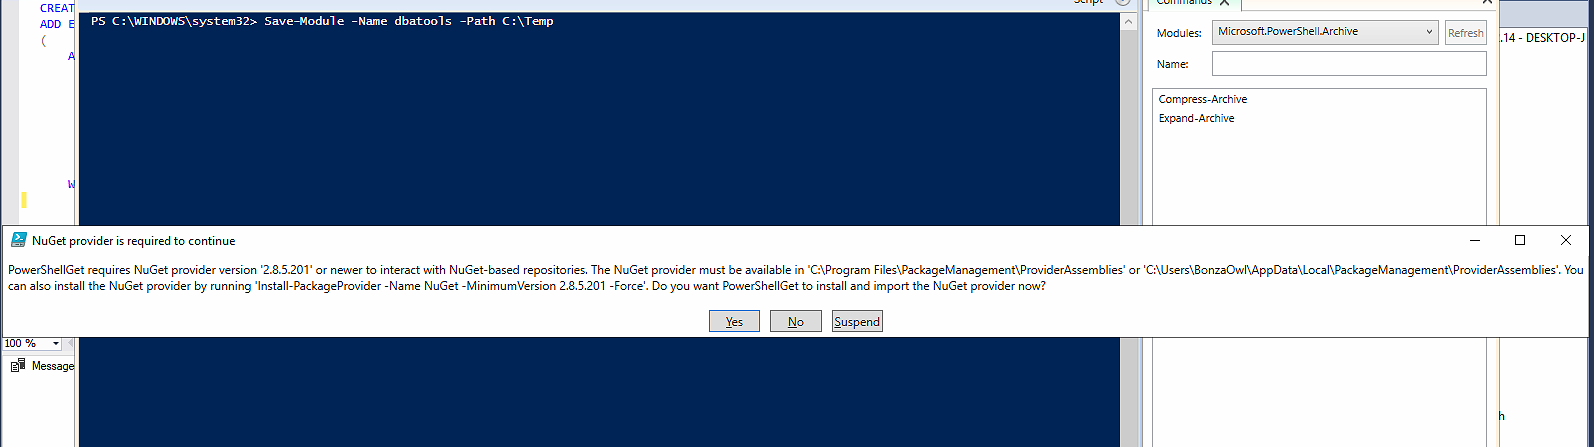 CREAT
ADD E
(
A
W
100 %
Message
Script
PS C:\WINDOWS\system32> Save-Module -Name dbatools -Path C:\Temp
Commands X
Modules: Microsoft.PowerShell.Archive Refresh
Name:
Compress-Archive
Expand-Archive
.14 - DESKTOP-J
NuGet provider is required to continue
PowerShellGet requires NuGet provider version '2.8.5.201' or newer to interact with NuGet-based repositories. The NuGet provider must be available in 'C:\Program Files\PackageManagement\ProviderAssemblies' or 'C:\Users\BonzaOwl\AppData\Local\PackageManagement\ProviderAssemblies'. You
can also install the NuGet provider by running 'Install-PackageProvider -Name NuGet -MinimumVersion 2.8.5.201 -Force'. Do you want PowerShellGet to install and import the NuGet provider now?
Yes No Suspend
h